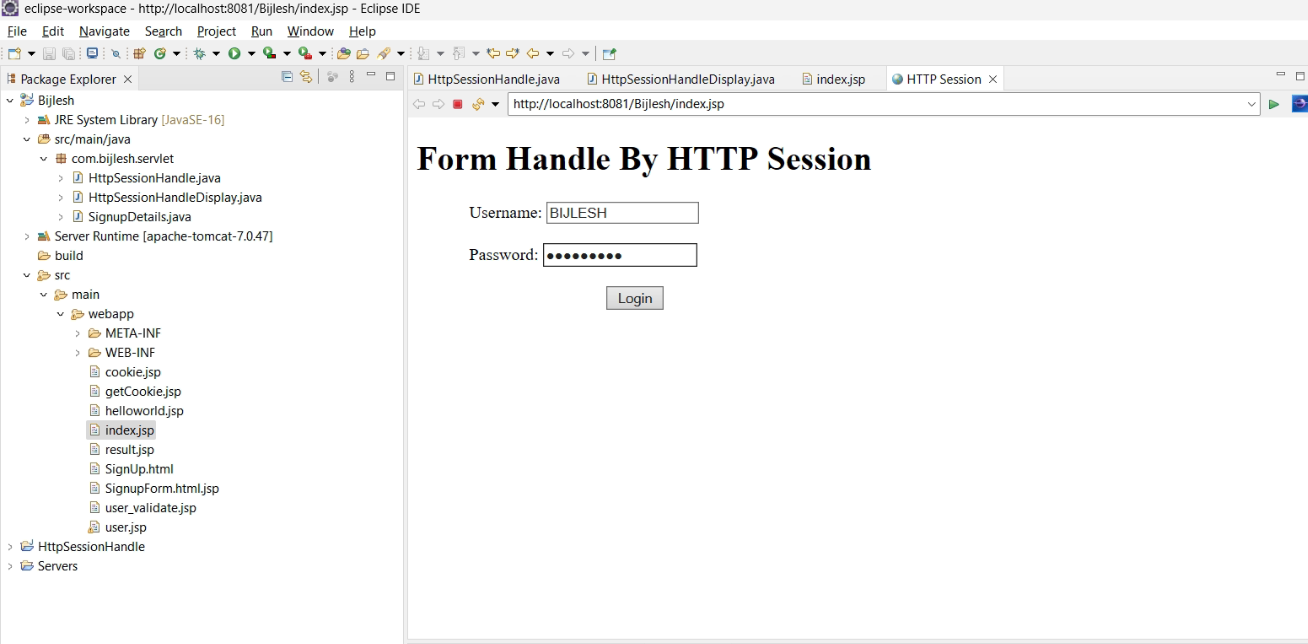 eclipse-workspace - http://localhost:8081/Bijlesh/index.jsp - Eclipse IDE
File Edit Navigate Search Project Run Window Help
Package Explorer
HttpSessionHandle.java HttpSessionHandleDisplay.java index.jsp HTTP Session
http://localhost:8081/Bijlesh/index.jsp
Bijlesh
JRE System Library [JavaSE-16]
src/main/java
com.bijlesh.servlet
HttpSessionHandle.java
HttpSessionHandleDisplay.java
SignupDetails.java
Server Runtime [apache-tomcat-7.0.47]
build
src
main
webapp
META-INF
WEB-INF
cookie.jsp
getCookie.jsp
helloworld.jsp
index.jsp
result.jsp
SignUp.html
SignupForm.html.jsp
user_validate.jsp
user.jsp
HttpSessionHandle
Servers
Form Handle By HTTP Session
Username: BIJLESH
Password: •••••••••
Login